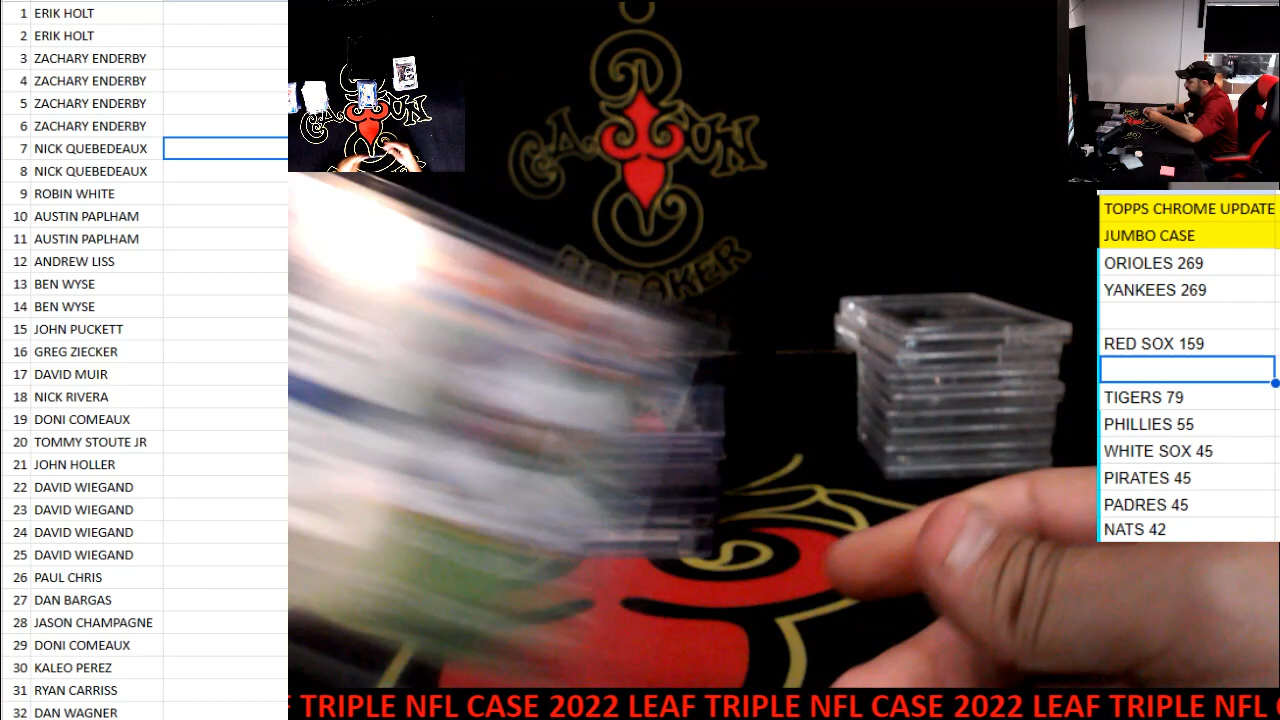 1 ERIK HOLT
2 ERIK HOLT
3 ZACHARY ENDERBY
4 ZACHARY ENDERBY
5 ZACHARY ENDERBY
6 ZACHARY ENDERBY
7 NICK QUEBEDEAUX
8 NICK QUEBEDEAUX
9 ROBIN WHITE
10 AUSTIN PAPLHAM
11 AUSTIN PAPLHAM
12 ANDREW LISS
13 BEN WYSE
14 BEN WYSE
15 JOHN PUCKETT
16 GREG ZIECKER
17 DAVID MUIR
18 NICK RIVERA
19 DONI COMEAUX
20 TOMMY STOUTE JR
21 JOHN HOLLER
22 DAVID WIEGAND
23 DAVID WIEGAND
24 DAVID WIEGAND
25 DAVID WIEGAND
26 PAUL CHRIS
27 DAN BARGAS
28 JASON CHAMPAGNE
29 DONI COMEAUX
30 KALEO PEREZ
31 RYAN CARRISS
32 DAN WAGNER
CAJUN
BREAKER
TOPPS CHROME UPDATE
JUMBO CASE
ORIOLES 269
YANKEES 269
RED SOX 159
TIGERS 79
PHILLIES 55
WHITE SOX 45
PIRATES 45
PADRES 45
NATS 42
F TRIPLE NFL CASE 2022 LEAF TRIPLE NFL CASE 2022 LEAF TRIPLE NFL C